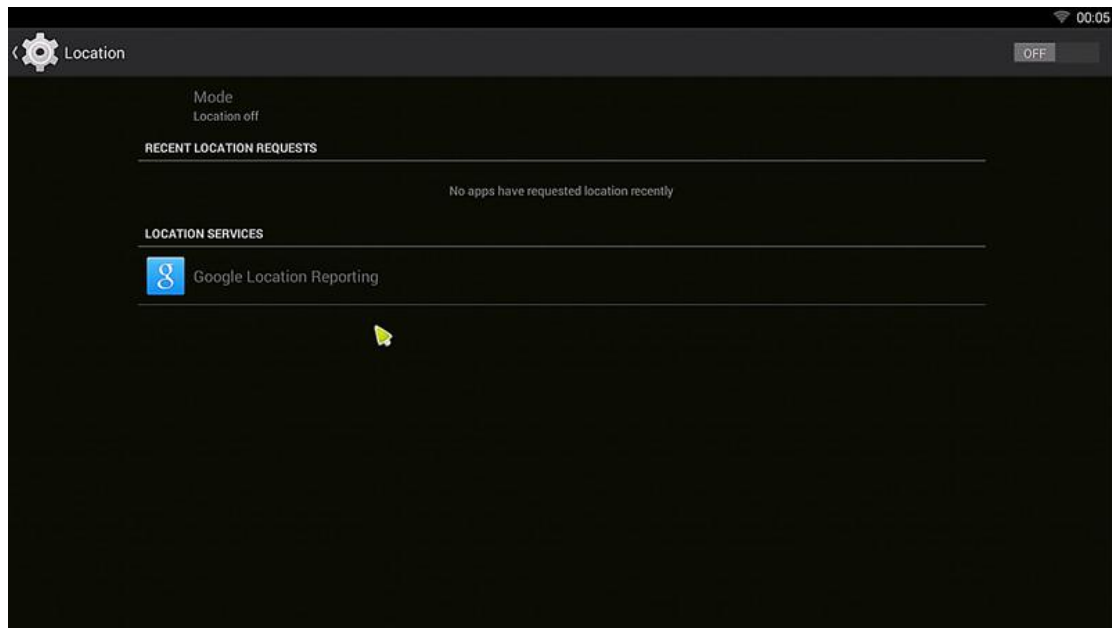 00:05
Location
OFF
Mode
Location off
RECENT LOCATION REQUESTS
No apps have requested location recently
LOCATION SERVICES
g
Google Location Reporting